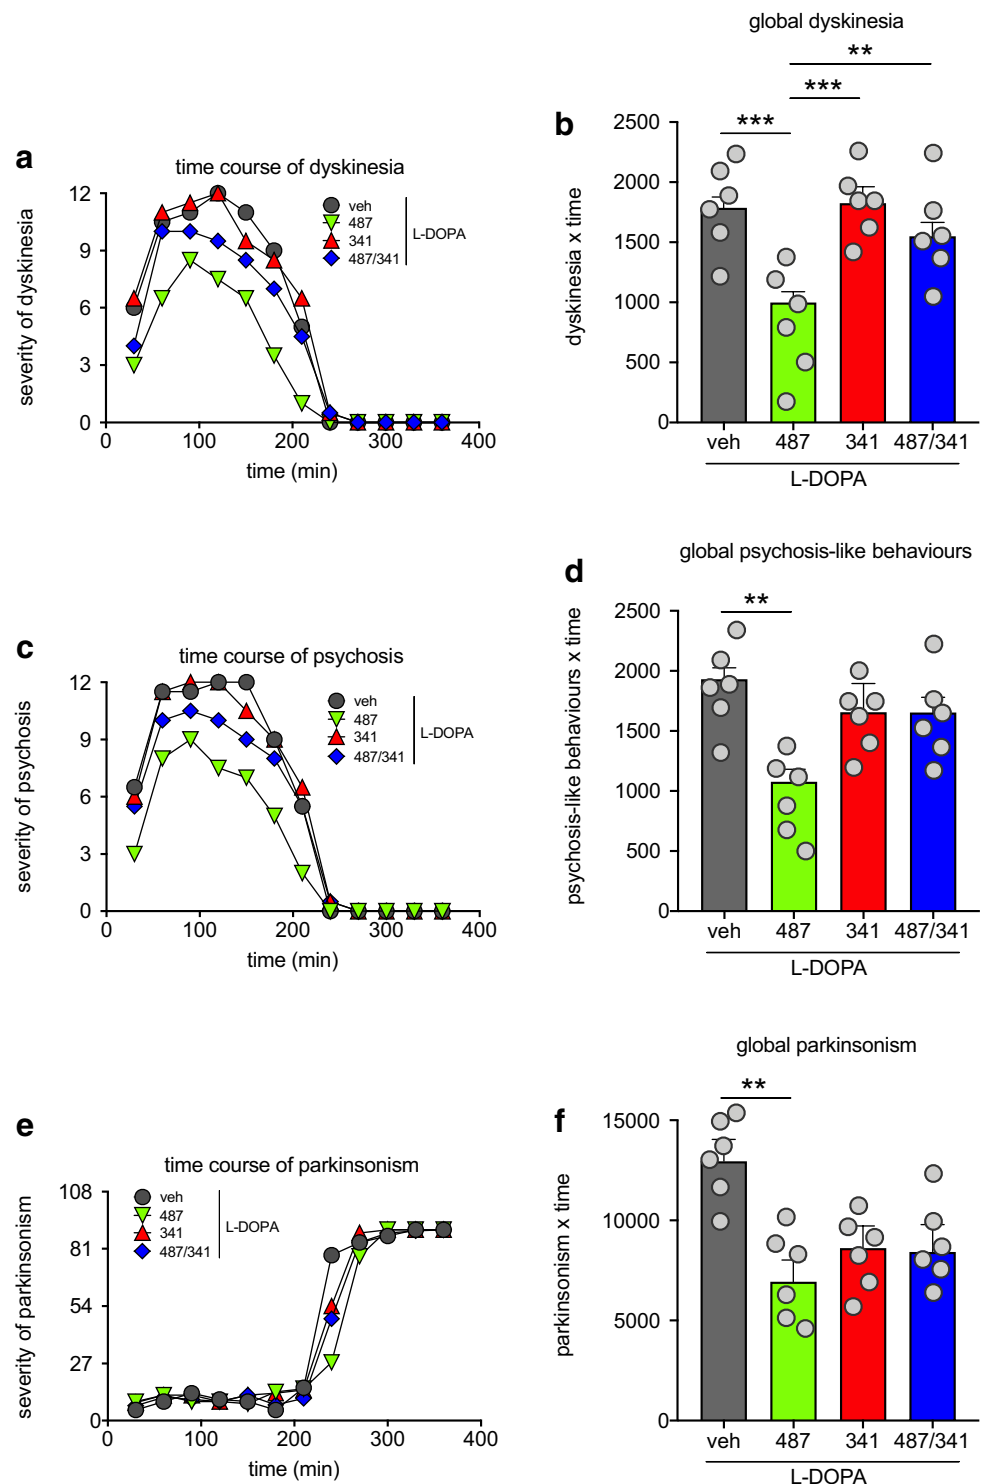 a
time course of dyskinesia
severity of dyskinesia
12
9
6
3
0
0 100 200 300 400
time (min)
veh
487
341
487/341
L-DOPA
b
global dyskinesia
**
***
***
dyskinesia x time
2500
2000
1500
1000
500
0
veh 487 341 487/341
L-DOPA
c
time course of psychosis
severity of psychosis
12
9
6
3
0
0 100 200 300 400
time (min)
veh
487
341
487/341
L-DOPA
d
global psychosis-like behaviours
**
psychosis-like behaviours x time
2500
2000
1500
1000
500
0
veh 487 341 487/341
L-DOPA
e
time course of parkinsonism
severity of parkinsonism
108
81
54
27
0
0 100 200 300 400
time (min)
veh
487
341
487/341
L-DOPA
f
global parkinsonism
**
parkinsonism x time
15000
10000
5000
0
veh 487 341 487/341
L-DOPA